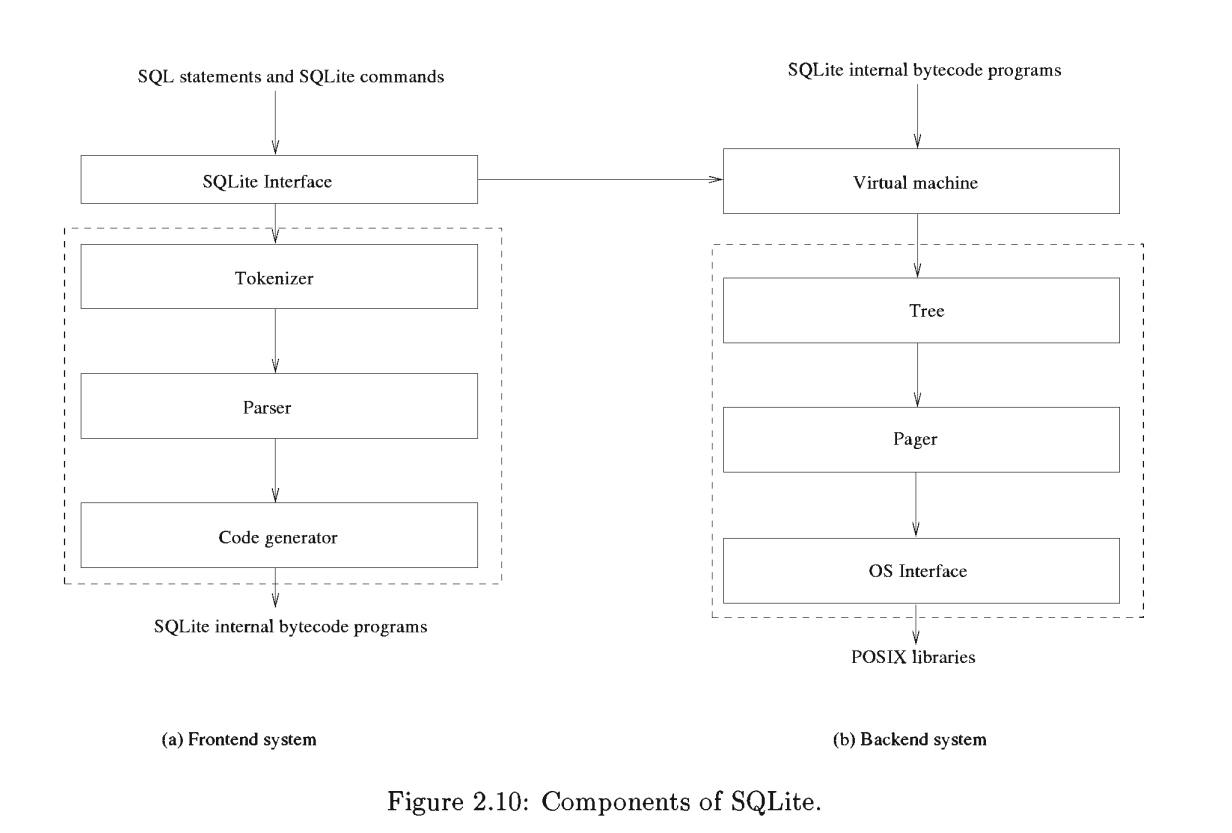 SQL statements and SQLite commands
SQLite Interface
Tokenizer
Parser
Code generator
SQLite internal bytecode programs
(a) Frontend system
SQLite internal bytecode programs
Virtual machine
Tree
Pager
OS Interface
POSIX libraries
(b) Backend system
Figure 2.10: Components of SQLite.